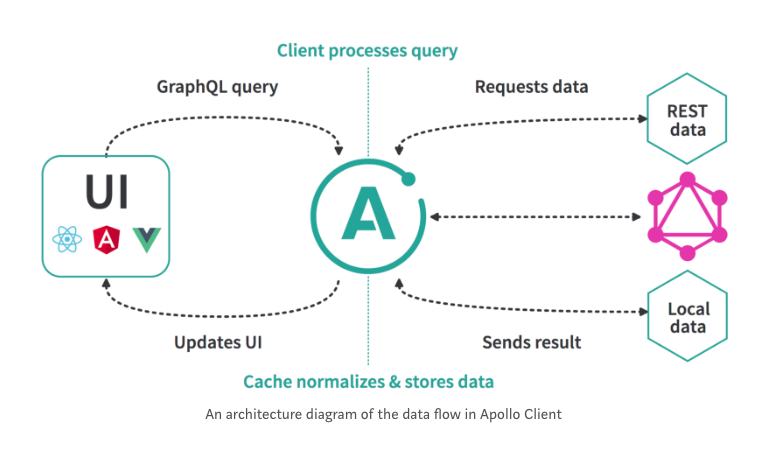 Client processes query
GraphQL query
Requests data
REST
data
UI
A
Local
data
Updates UI
Sends result
Cache normalizes & stores data
An architecture diagram of the data flow in Apollo Client